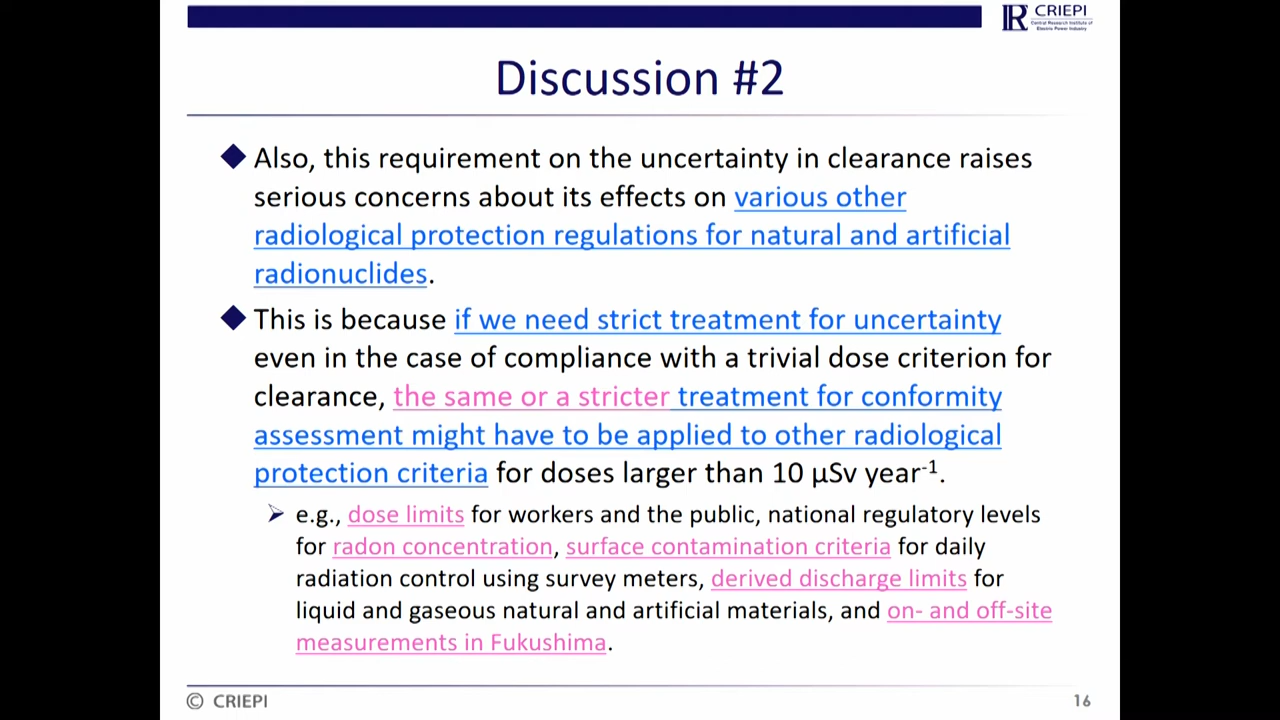 CRIEPI
Central Research Institute of
Electric Power Industry
Discussion #2
◆ Also, this requirement on the uncertainty in clearance raises
serious concerns about its effects on various other
radiological protection regulations for natural and artificial
radionuclides.
◆ This is because if we need strict treatment for uncertainty
even in the case of compliance with a trivial dose criterion for
clearance, the same or a stricter treatment for conformity
assessment might have to be applied to other radiological
protection criteria for doses larger than 10 μSv year⁻¹.
➢ e.g., dose limits for workers and the public, national regulatory levels
for radon concentration, surface contamination criteria for daily
radiation control using survey meters, derived discharge limits for
liquid and gaseous natural and artificial materials, and on- and off-site
measurements in Fukushima.
© CRIEPI
16